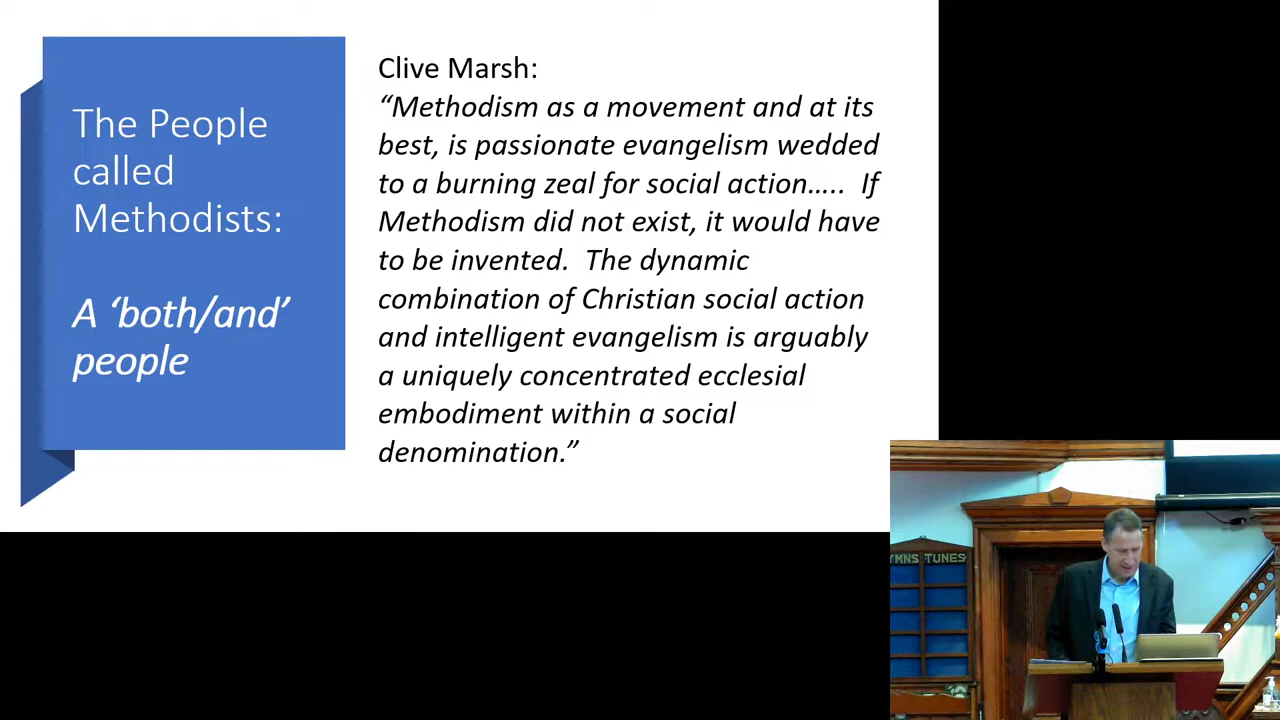 The People
called
Methodists:
A ‘both/and’
people
Clive Marsh:
“Methodism as a movement and at its
best, is passionate evangelism wedded
to a burning zeal for social action.….  If
Methodism did not exist, it would have
to be invented.  The dynamic
combination of Christian social action
and intelligent evangelism is arguably
a uniquely concentrated ecclesial
embodiment within a social
denomination.”
YMNS TUNES